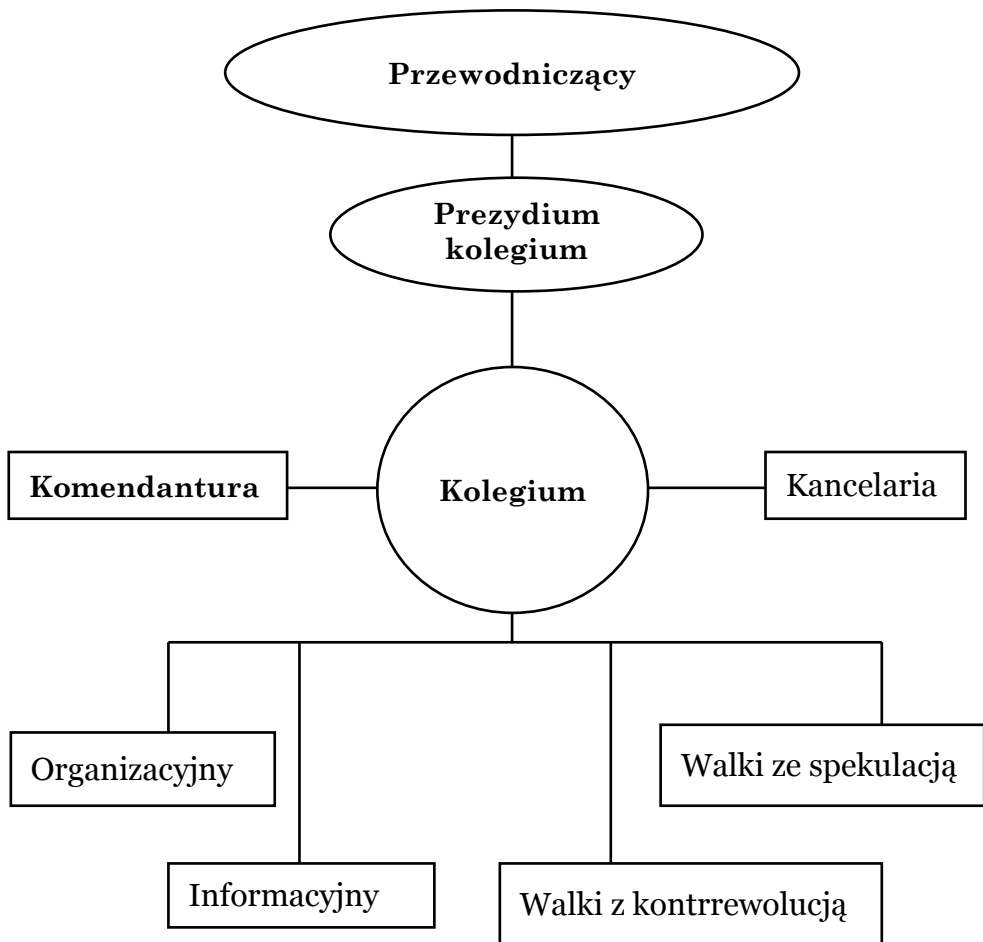 Przewodniczący
Prezydium
kolegium
Komendantura
Kolegium
Kancelaria
Organizacyjny
Walki ze spekulacją
Informacyjny
Walki z kontrrewolucją